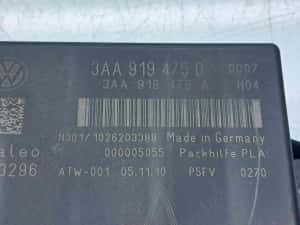 3AA 919 475 D 0007
3AA 919 475 A H04
N301/1026203388 Made in Germany
aleo 000005055 Parkhilfe PLA
3296 ATW-001 05.11.10 PSFV 0270